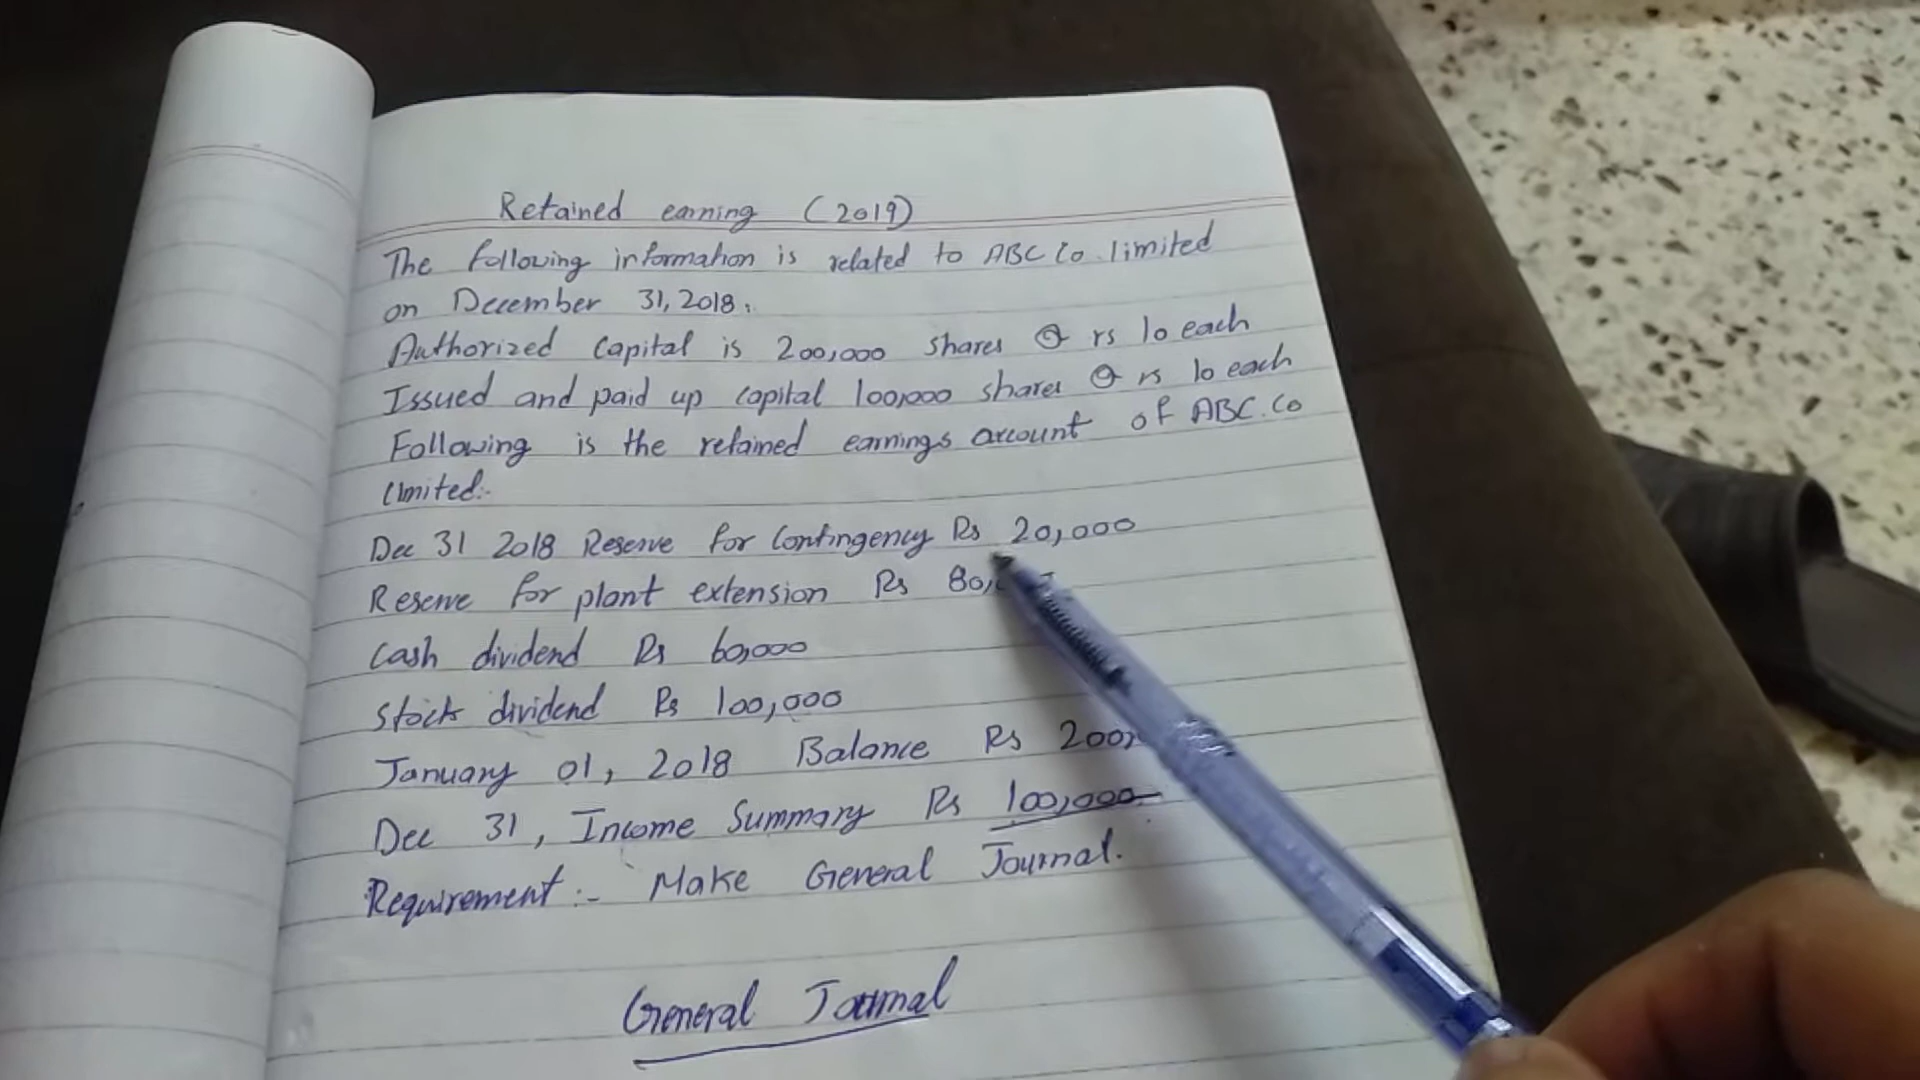 Retained earning (2019)
The following information is related to ABC Co. limited
on December 31, 2018.
Authorized Capital is 200,000 shares @ rs 10 each
Issued and paid up capital 100,000 shares @ rs 10 each
Following is the retained earnings account of ABC. Co
limited:-
Dec 31 2018 Reserve for Contingency Rs 20,000
Reserve for plant extension Rs
Cash dividend Rs 60,000
Stock dividend Rs 100,000
January 01, 2018 Balance Rs
Dec 31, Income Summary Rs 100,000
Requirement:- Make General Journal.
General Journal